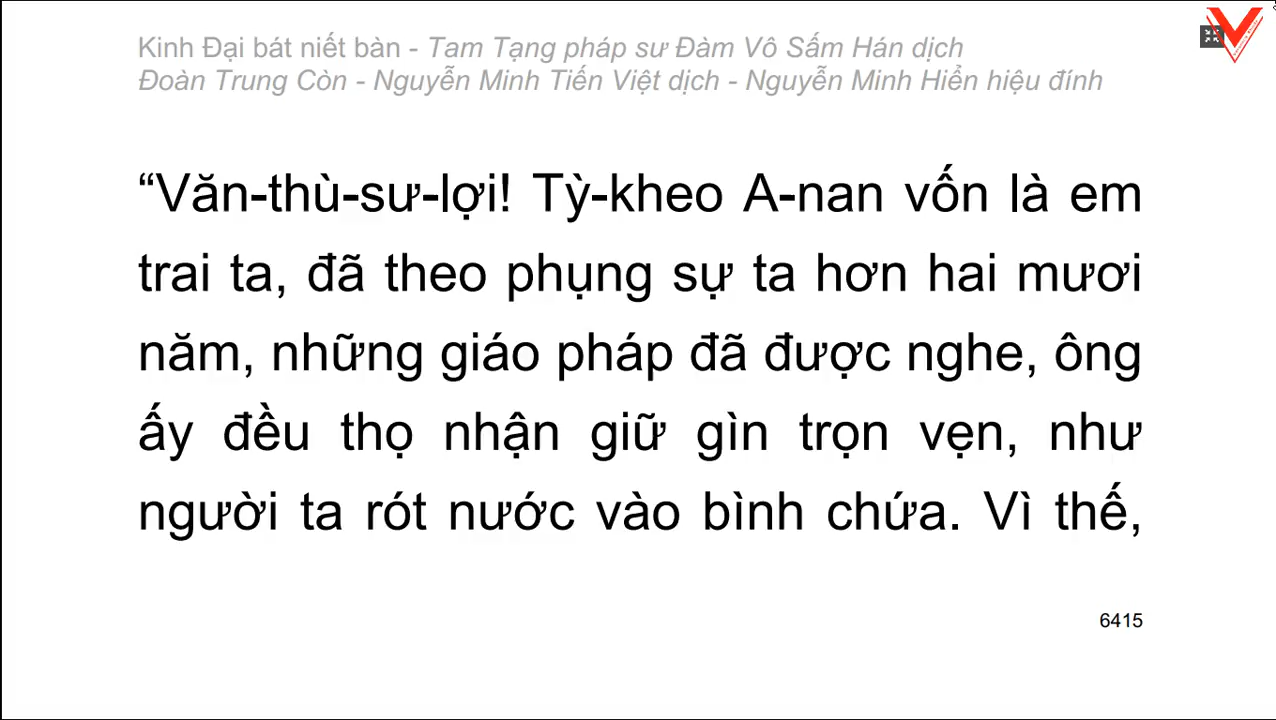 Kinh Đại bát niết bàn - Tam Tạng pháp sư Đàm Vô Sấm Hán dịch
Đoàn Trung Còn - Nguyễn Minh Tiến Việt dịch - Nguyễn Minh Hiển hiệu đính
“Văn-thù-sư-lợi! Tỳ-kheo A-nan vốn là em
trai ta, đã theo phụng sự ta hơn hai mươi
năm, những giáo pháp đã được nghe, ông
ấy đều thọ nhận giữ gìn trọn vẹn, như
người ta rót nước vào bình chứa. Vì thế,
6415